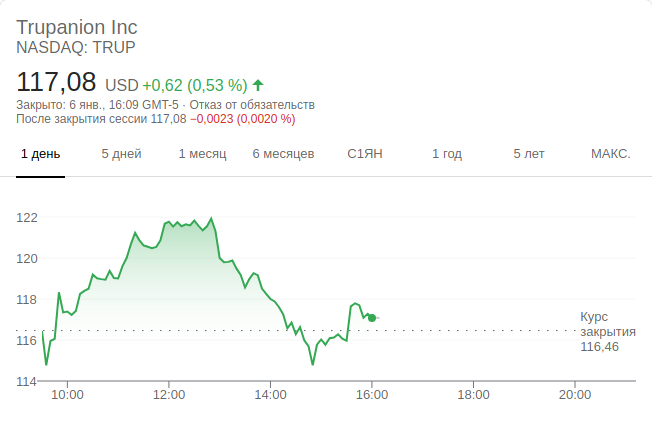 Trupanion Inc
NASDAQ: TRUP
117,08 USD +0,62 (0,53 %)
Закрыто: 6 янв., 16:09 GMT-5 · Отказ от обязательств
После закрытия сессии 117,08 −0,0023 (0,0020 %)
1 день 5 дней 1 месяц 6 месяцев С1ЯН 1 год 5 лет МАКС.
122
120
118
Курс
закрытия
116,46
116
114
10:00 12:00 14:00 16:00 18:00 20:00